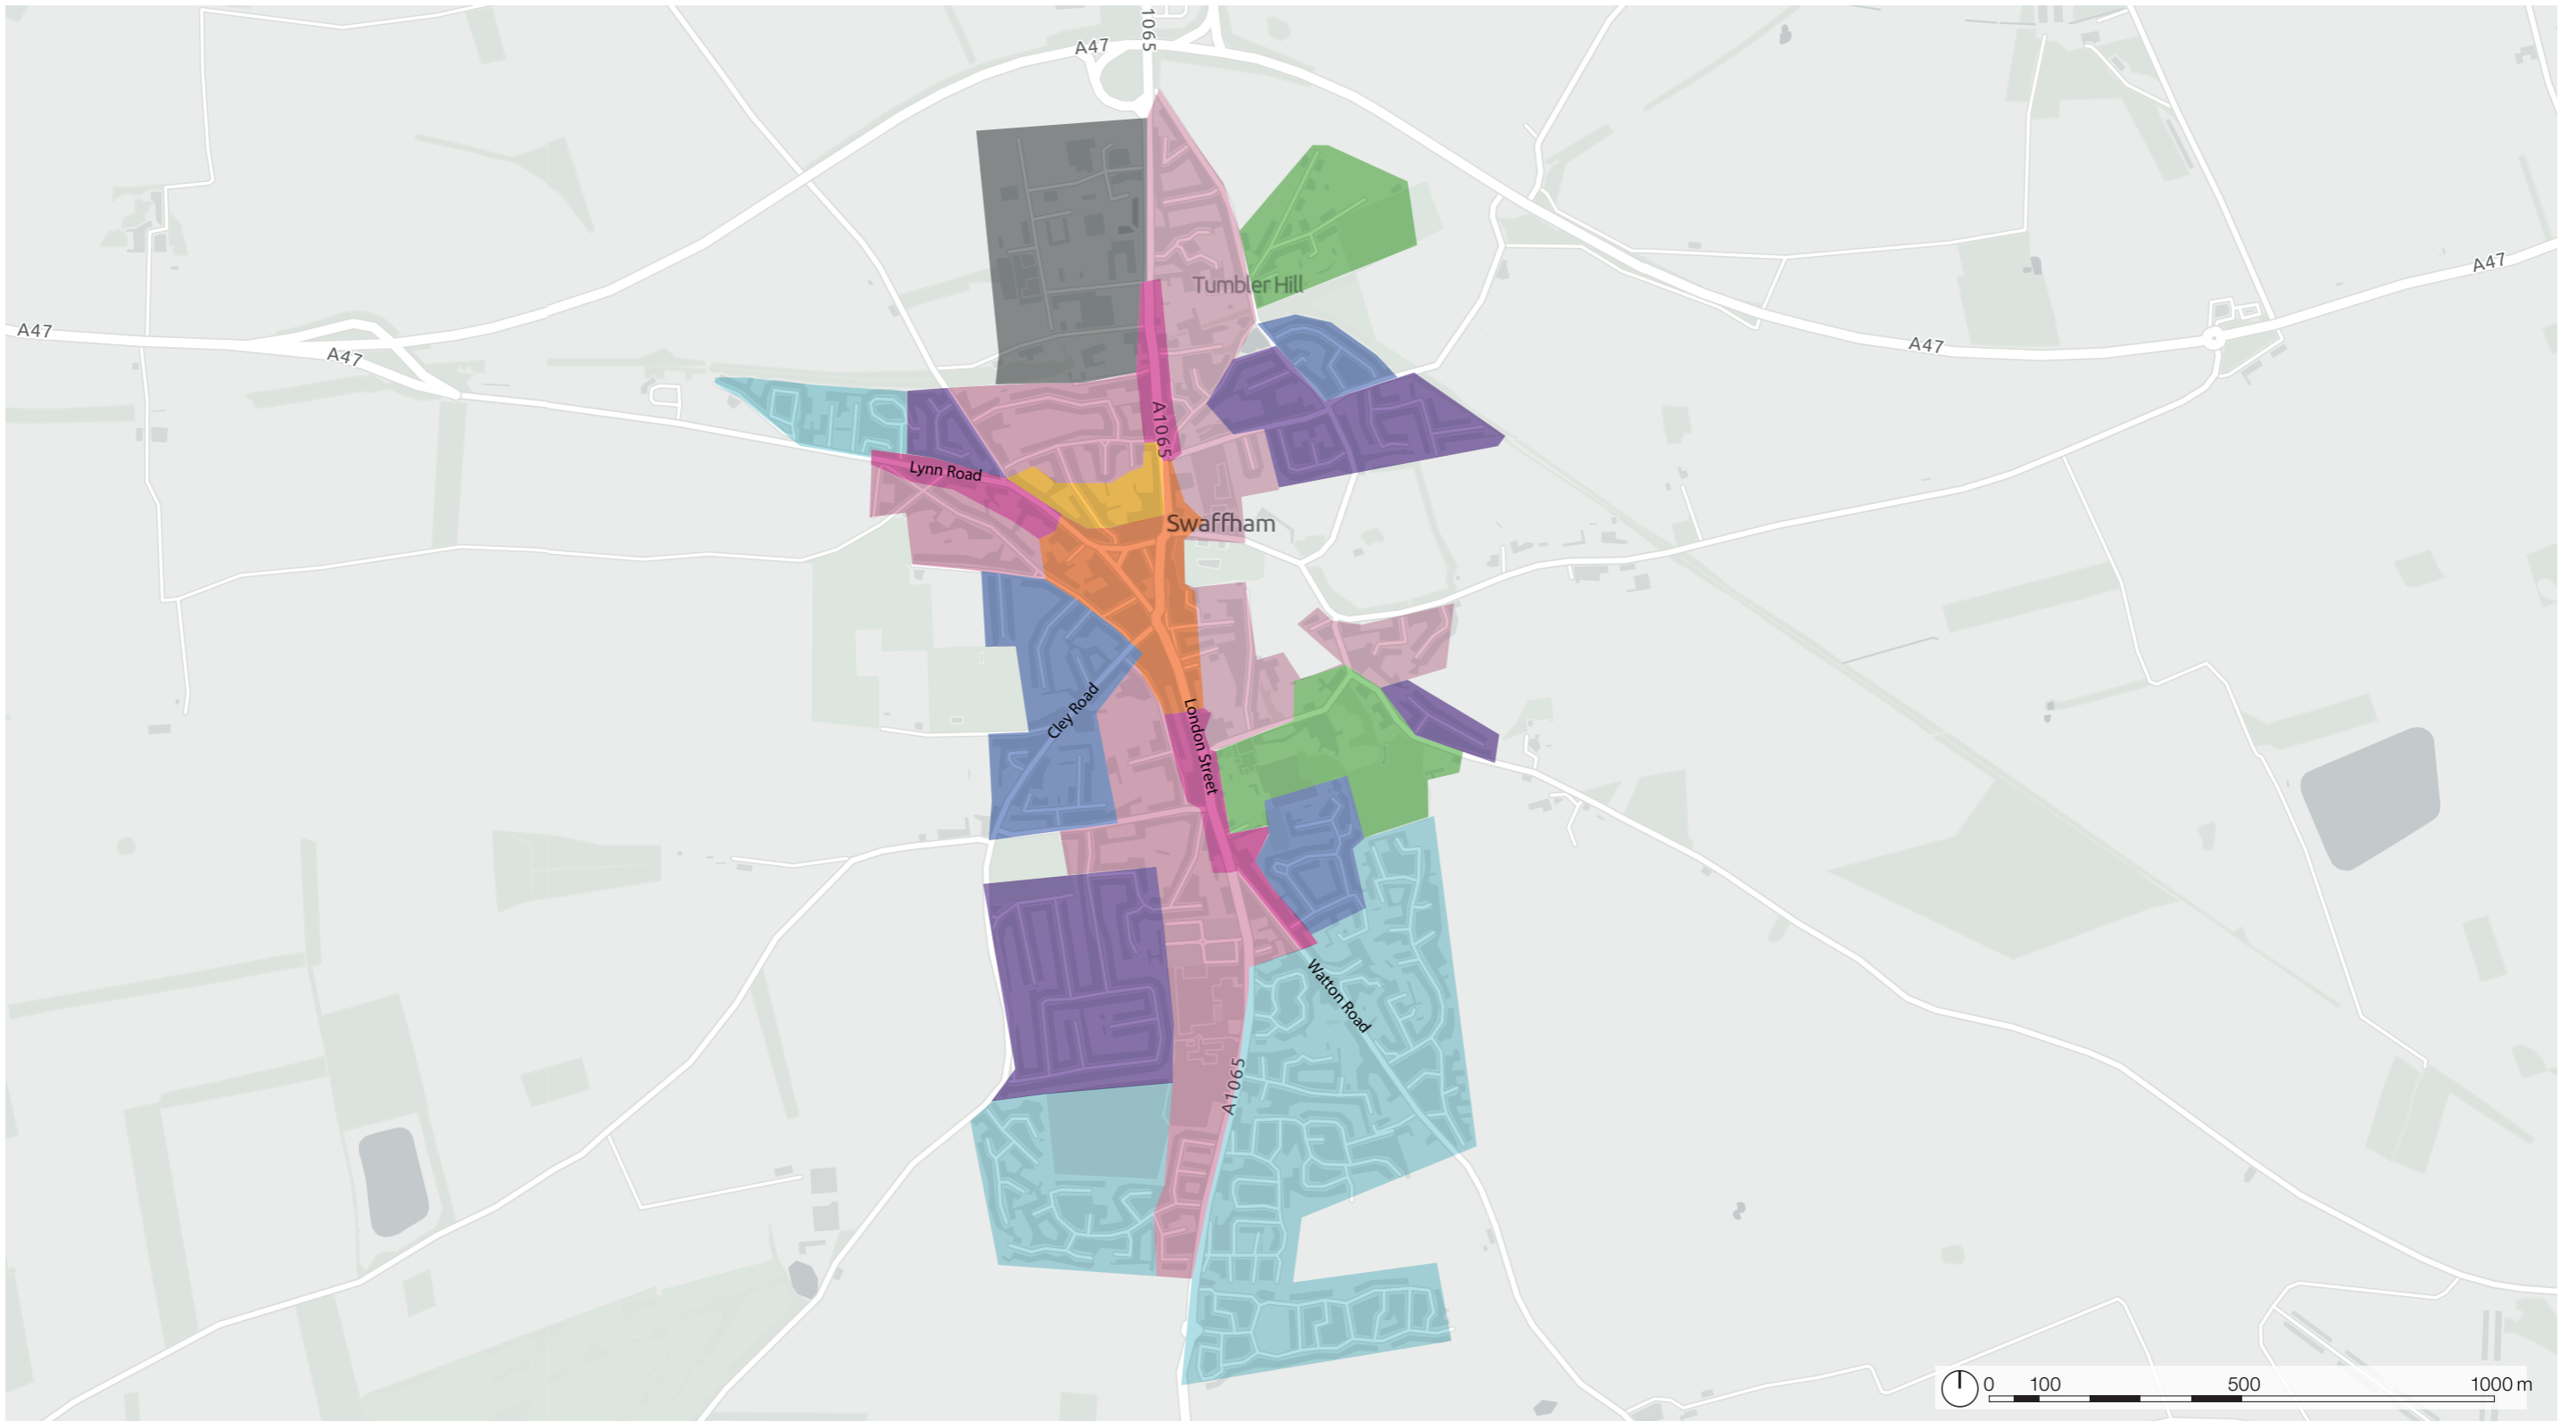 A47
1065
A47
Tumbler Hill
A47
A47
A47
A1065
Lynn Road
Swaffham
Cley Road
London Street
Watton Road
A1065
0 100 500 1000 m